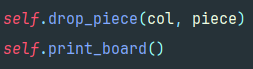 self.drop_piece(col, piece)
self.print_board()